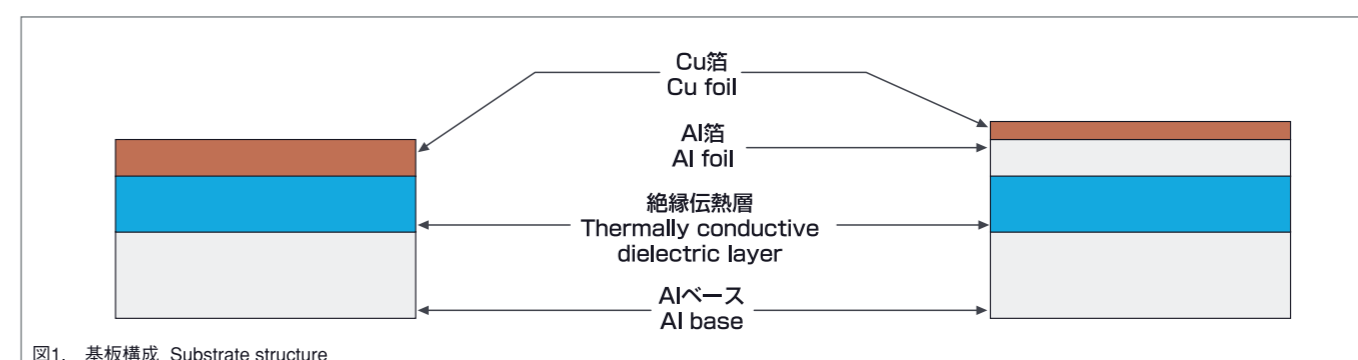 Cu箔
Cu foil
Al箔
Al foil
絶縁伝熱層
Thermally conductive
dielectric layer
Alベース
Al base
図1. 基板構成 Substrate structure